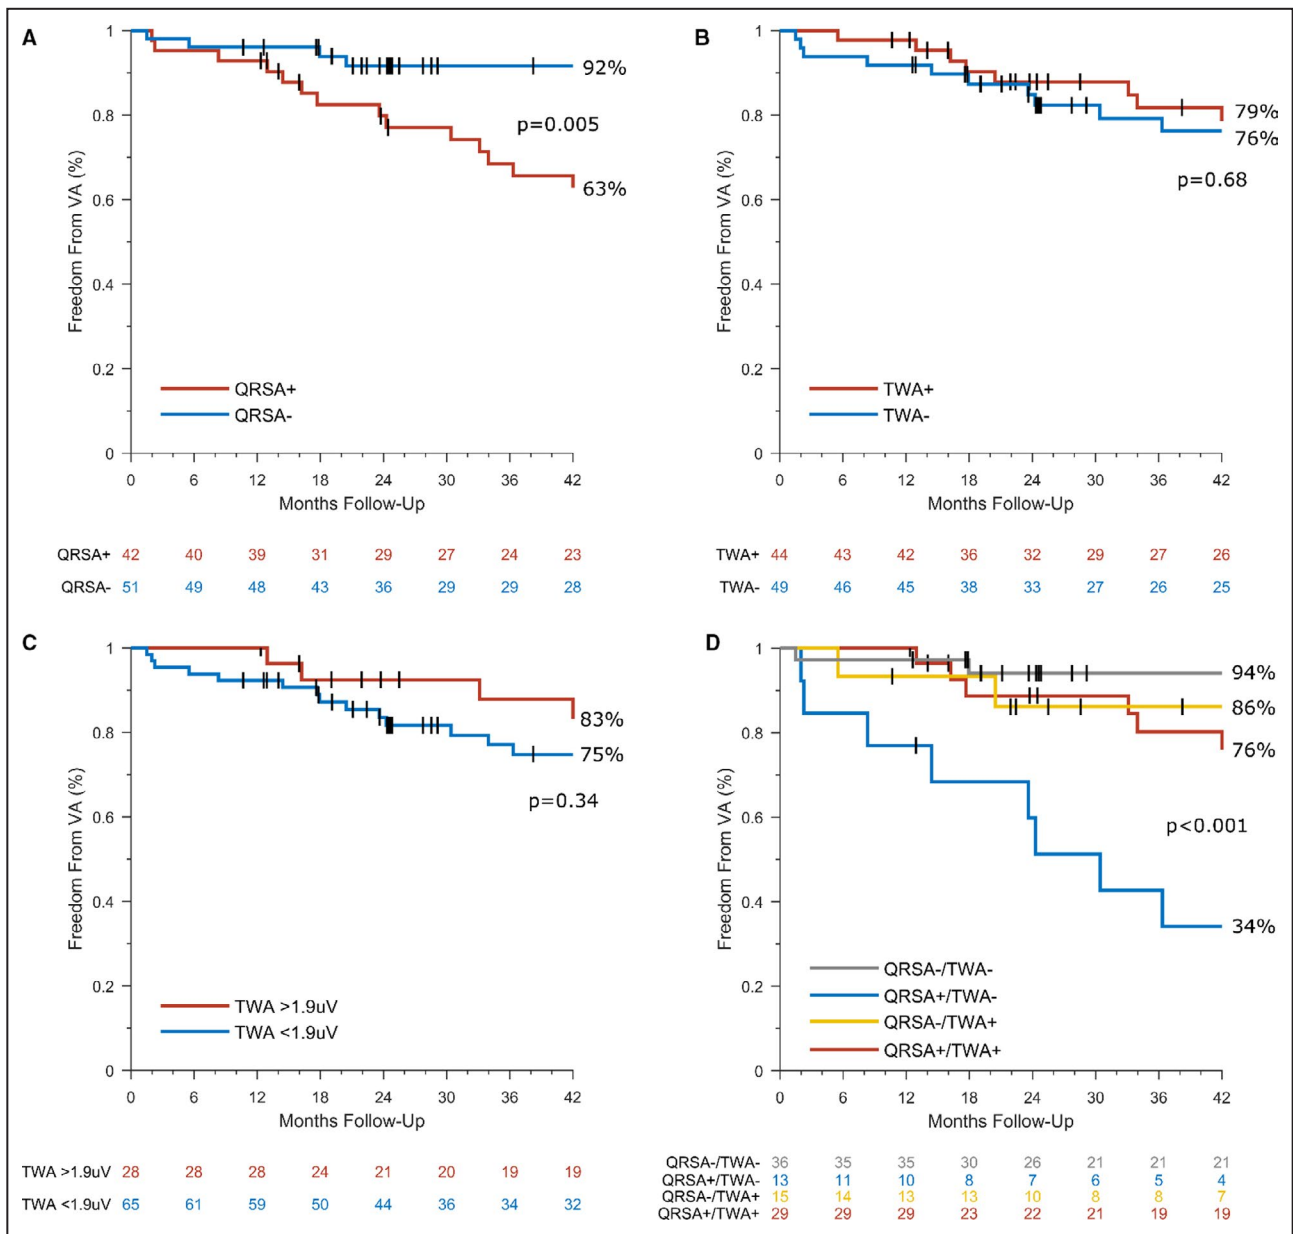 A
1
0.8
0.6
0.4
0.2
0
Freedom From VA (%)
92%
p=0.005
63%
QRSA+
QRSA-
0 6 12 18 24 30 36 42
Months Follow-Up
QRSA+ 42 40 39 31 29 27 24 23
QRSA- 51 49 48 43 36 29 29 28
B
1
0.8
0.6
0.4
0.2
0
Freedom From VA (%)
79%
76%
p=0.68
TWA+
TWA-
0 6 12 18 24 30 36 42
Months Follow-Up
TWA+ 44 43 42 36 32 29 27 26
TWA- 49 46 45 38 33 27 26 25
C
1
0.8
0.6
0.4
0.2
0
Freedom From VA (%)
83%
75%
p=0.34
TWA >1.9uV
TWA <1.9uV
0 6 12 18 24 30 36 42
Months Follow-Up
TWA >1.9uV 28 28 28 24 21 20 19 19
TWA <1.9uV 65 61 59 50 44 36 34 32
D
1
0.8
0.6
0.4
0.2
0
Freedom From VA (%)
94%
86%
76%
p<0.001
34%
QRSA-/TWA-
QRSA+/TWA-
QRSA-/TWA+
QRSA+/TWA+
0 6 12 18 24 30 36 42
Months Follow-Up
QRSA-/TWA- 36 35 35 30 26 21 21 21
QRSA+/TWA- 13 11 10 8 7 6 5 4
QRSA-/TWA+ 15 14 13 13 10 8 8 7
QRSA+/TWA+ 29 29 29 23 22 21 19 19